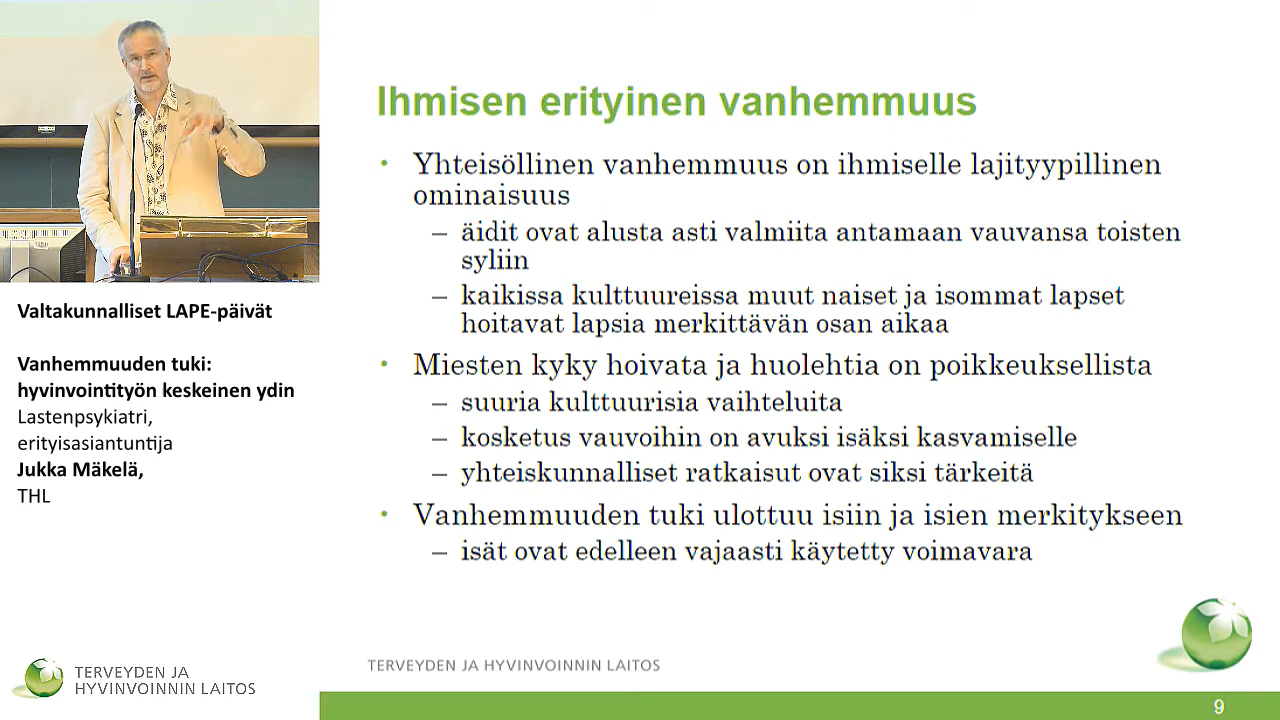 Valtakunnalliset LAPE-päivät
Vanhemmuuden tuki:
hyvinvointityön keskeinen ydin
Lastenpsykiatri,
erityisasiantuntija
Jukka Mäkelä,
THL
TERVEYDEN JA
HYVINVOINNIN LAITOS
Ihmisen erityinen vanhemmuus
• Yhteisöllinen vanhemmuus on ihmiselle lajityypillinen
ominaisuus
– äidit ovat alusta asti valmiita antamaan vauvansa toisten
syliin
– kaikissa kulttuureissa muut naiset ja isommat lapset
hoitavat lapsia merkittävän osan aikaa
• Miesten kyky hoivata ja huolehtia on poikkeuksellista
– suuria kulttuurisia vaihteluita
– kosketus vauvoihin on avuksi isäksi kasvamiselle
– yhteiskunnalliset ratkaisut ovat siksi tärkeitä
• Vanhemmuuden tuki ulottuu isiin ja isien merkitykseen
– isät ovat edelleen vajaasti käytetty voimavara
TERVEYDEN JA HYVINVOINNIN LAITOS
9